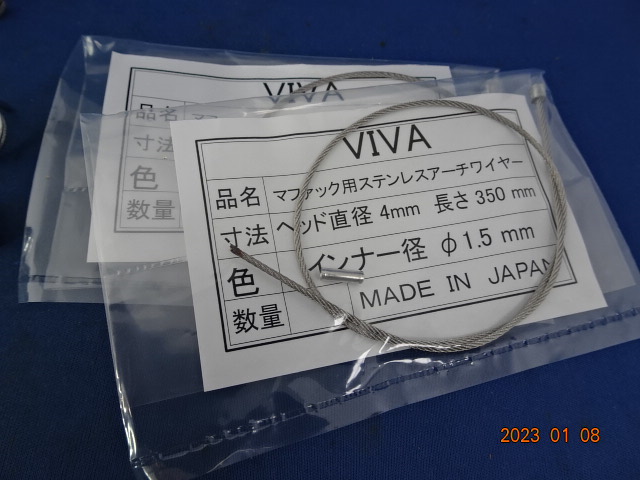 VIVA
品名
寸法
色
数量
VIVA
品名 マファック用ステンレスアーチワイヤー
寸法 ヘッド直径 4mm 長さ 350 mm
色 インナー径 φ1.5 mm
数量 MADE IN JAPAN
2023 01 08